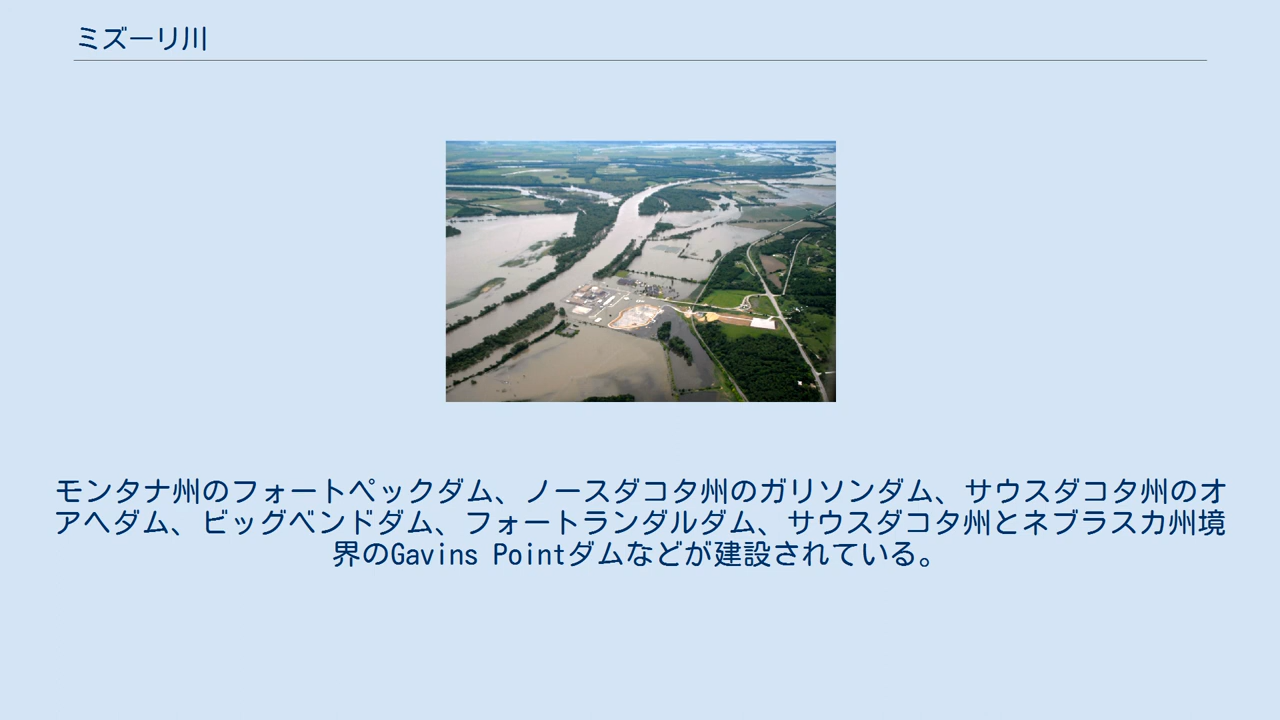 ミズーリ川
モンタナ州のフォートペックダム、ノースダコタ州のガリソンダム、サウスダコタ州のオ
アへダム、ビッグベンドダム、フォートランダルダム、サウスダコタ州とネブラスカ州境
界のGavins Pointダムなどが建設されている。